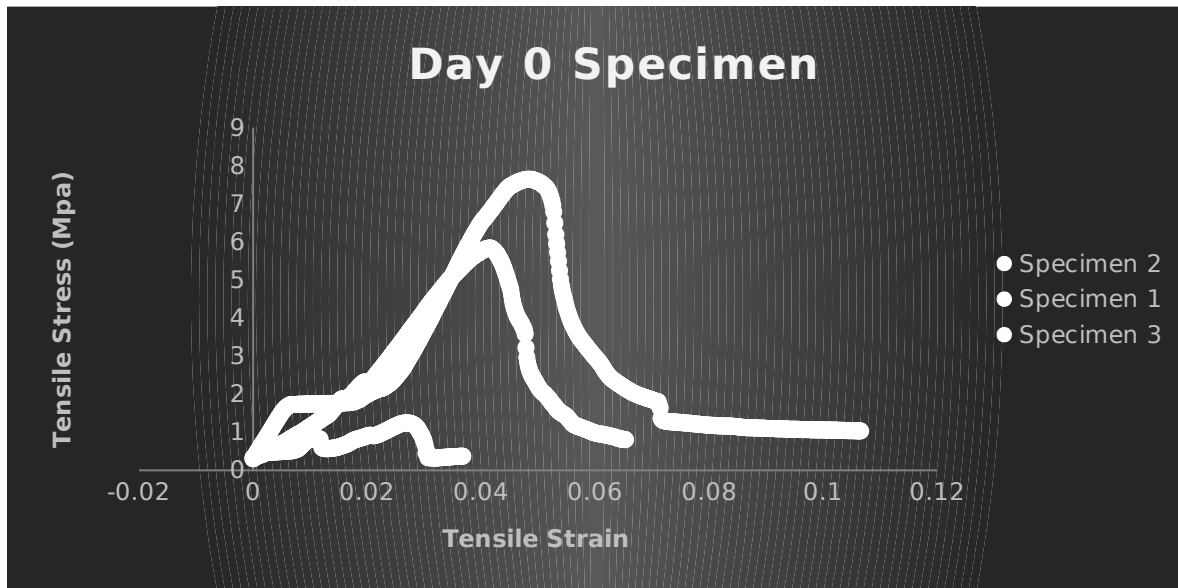 Day 0 Specimen
Tensile Stress (Mpa)
9
8
7
6
5
4
3
2
1
0
-0.02 0 0.02 0.04 0.06 0.08 0.1 0.12
Tensile Strain
Specimen 2
Specimen 1
Specimen 3